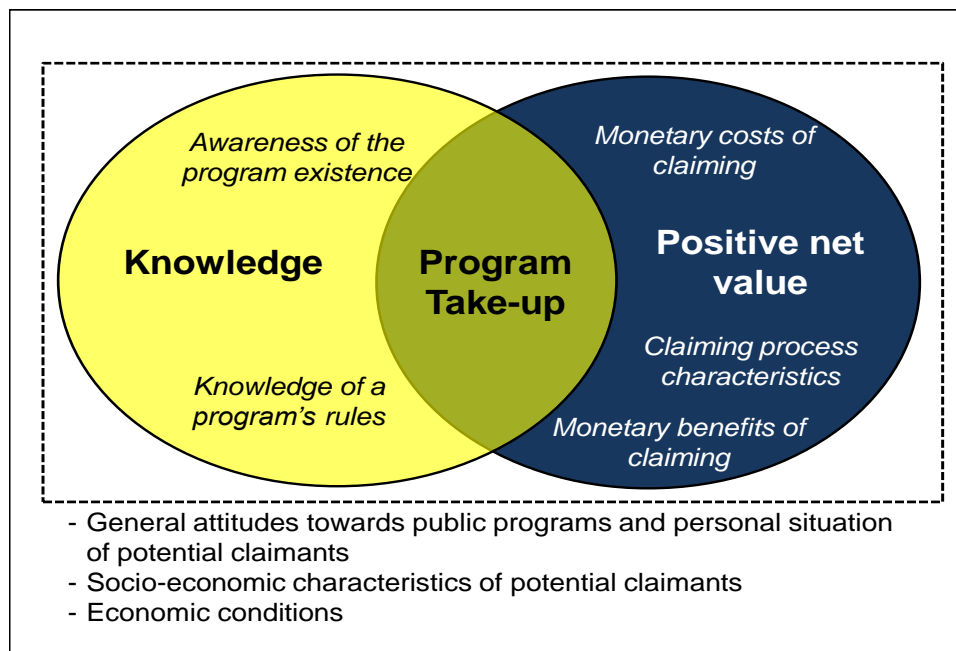 Awareness of the
program existence
Knowledge
Knowledge of a
program's rules
Program
Take-up
Monetary costs of
claiming
Positive net
value
Claiming process
characteristics
Monetary benefits of
claiming
- General attitudes towards public programs and personal situation
of potential claimants
- Socio-economic characteristics of potential claimants
- Economic conditions